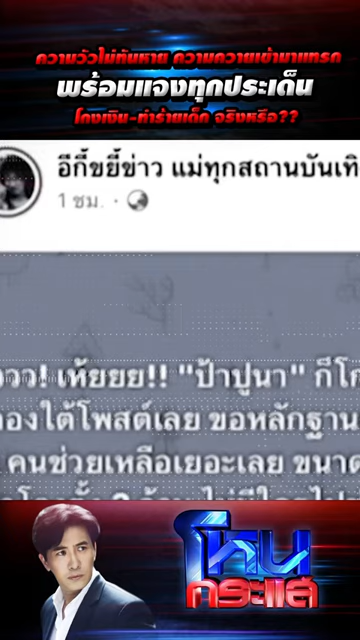 ความวัวไม่ทันหาย ความควายเข้ามาแทรก
พร้อมแจงทุกประเด็น
โกงเงิน-ทำร้ายเด็ก จริงหรือ??
อีกี้ขยี้ข่าว แม่ทุกสถานบันเทิ
1 ชม.
! เห้ยยย!! "ป้าปูนา" ก็โก
องใต้โพสต์เลย ขอหลักฐาน
คนช่วยเหลือเยอะเลย ขนาด
โหนกระแส